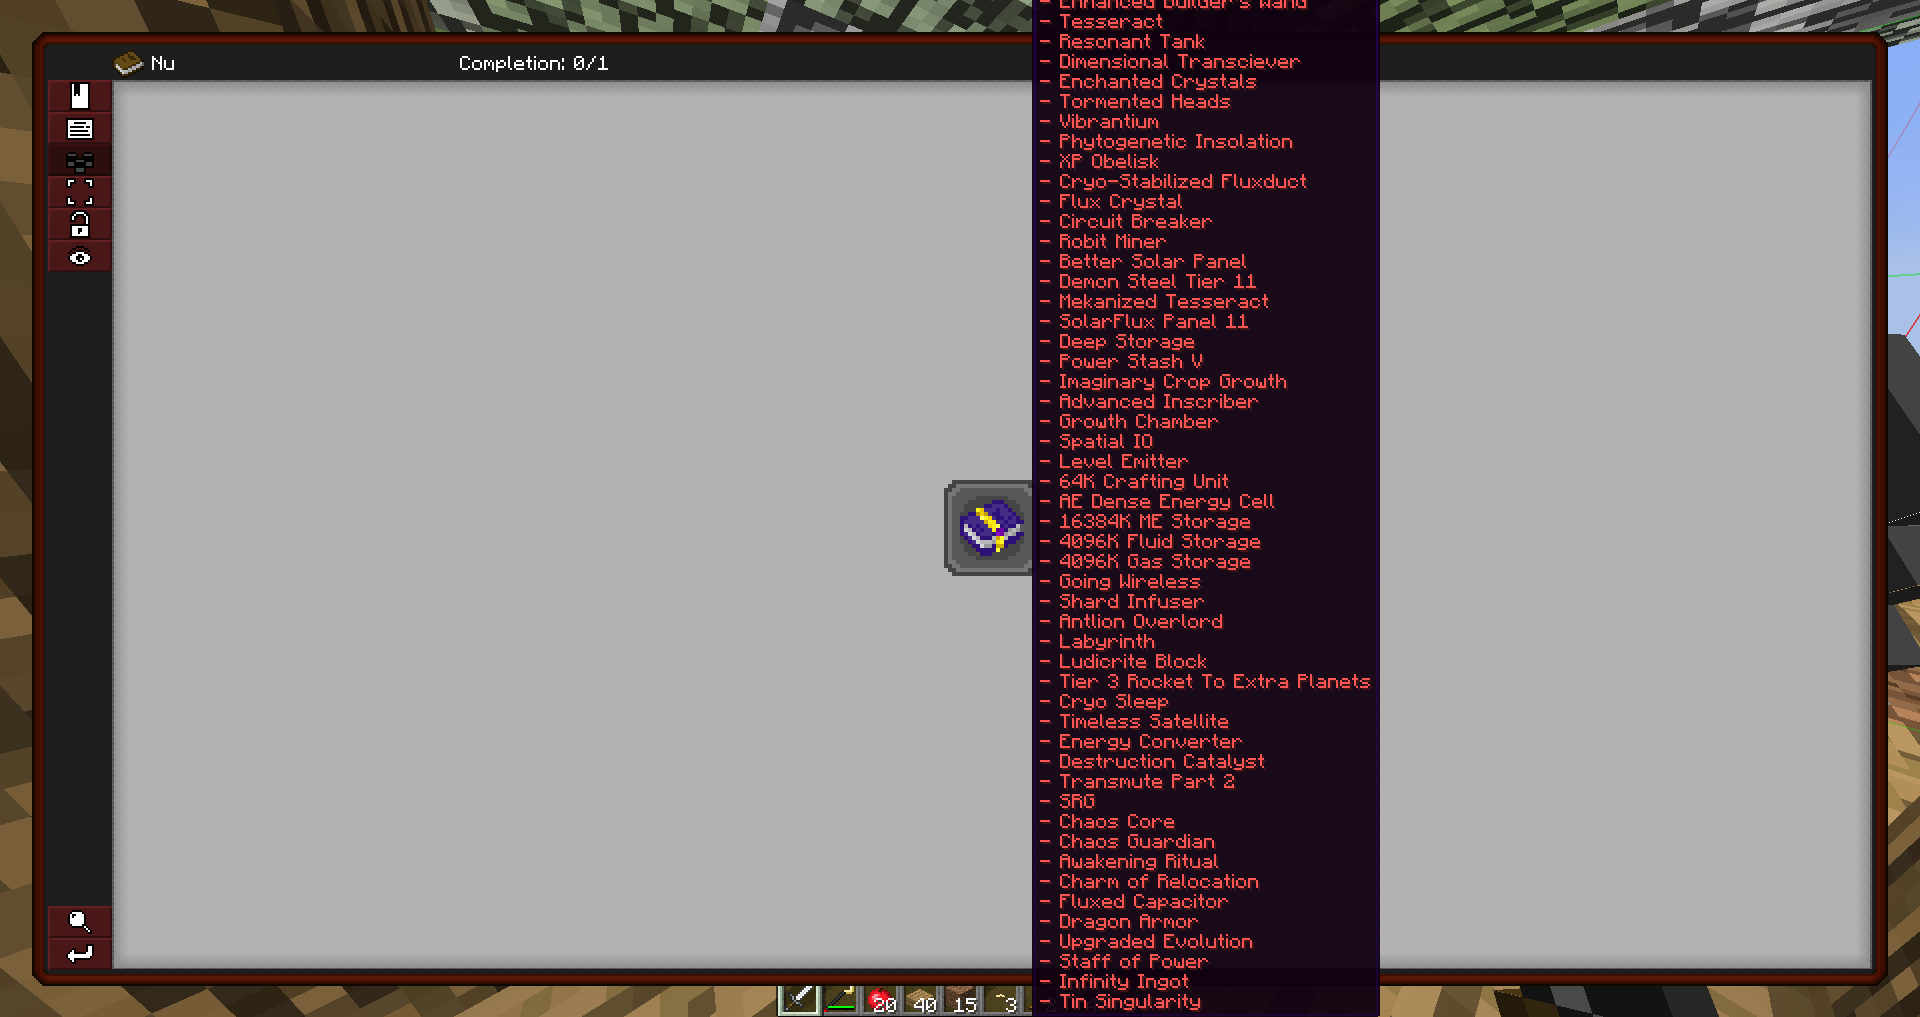 Nu
Completion: 0/1
- Enhanced Builder's Wand
- Tesseract
- Resonant Tank
- Dimensional Transciever
- Enchanted Crystals
- Tormented Heads
- Vibrantium
- Phytogenetic Insolation
- XP Obelisk
- Cryo-Stabilized Fluxduct
- Flux Crystal
- Circuit Breaker
- Robit Miner
- Better Solar Panel
- Demon Steel Tier 11
- Mekanized Tesseract
- SolarFlux Panel 11
- Deep Storage
- Power Stash V
- Imaginary Crop Growth
- Advanced Inscriber
- Growth Chamber
- Spatial IO
- Level Emitter
- 64K Crafting Unit
- AE Dense Energy Cell
- 16384K ME Storage
- 4096K Fluid Storage
- 4096K Gas Storage
- Going Wireless
- Shard Infuser
- Antlion Overlord
- Labyrinth
- Ludicrite Block
- Tier 3 Rocket To Extra Planets
- Cryo Sleep
- Timeless Satellite
- Energy Converter
- Destruction Catalyst
- Transmute Part 2
- SRG
- Chaos Core
- Chaos Guardian
- Awakening Ritual
- Charm of Relocation
- Fluxed Capacitor
- Dragon Armor
- Upgraded Evolution
- Staff of Power
- Infinity Ingot
- Tin Singularity
20 40 15 3